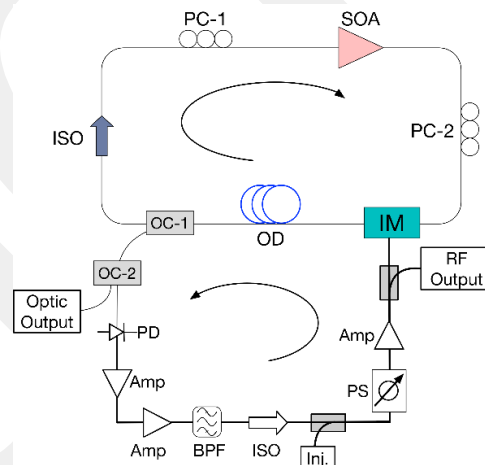 PC-1
SOA
ISO
PC-2
OC-1
OD
IM
OC-2
RF
Output
Optic
Output
PD
Amp
Amp
PS
Amp
BPF
ISO
Inj.